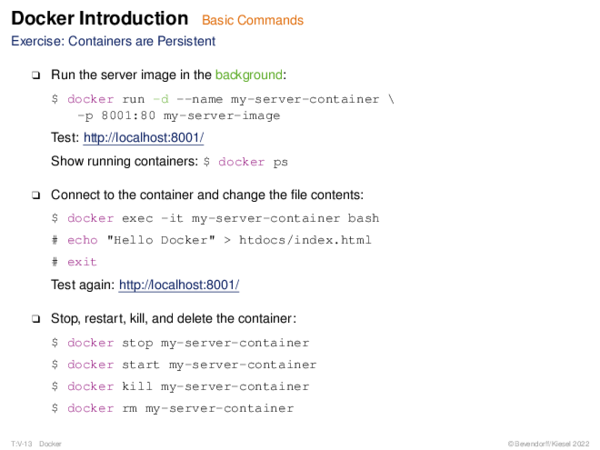 Docker Introduction Basic Commands
Exercise: Containers are Persistent
❑ Run the server image in the background:
$ docker run -d --name my-server-container \
-p 8001:80 my-server-image
Test: http://localhost:8001/
Show running containers: $ docker ps
❑ Connect to the container and change the file contents:
$ docker exec -it my-server-container bash
# echo "Hello Docker" > htdocs/index.html
# exit
Test again: http://localhost:8001/
❑ Stop, restart, kill, and delete the container:
$ docker stop my-server-container
$ docker start my-server-container
$ docker kill my-server-container
$ docker rm my-server-container
T:V-13 Docker © Bevendorff/Kiesel 2022